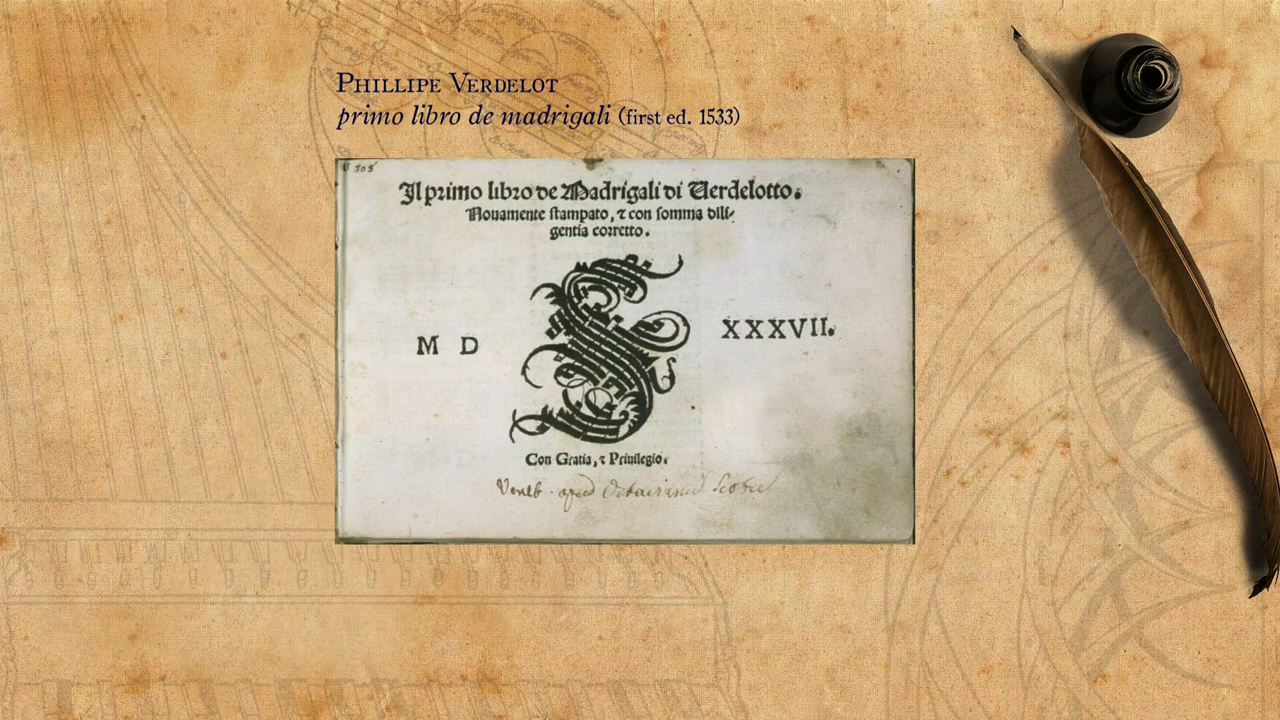 Phillipe Verdelot
primo libro de madrigali (first ed. 1533)
Il primo libro de Madrigali di Verdelotto.
Nouamente stampato, ⁊ con somma dili-
gentia corretto.
M D
XXXVII.
Con Gratia, ⁊ Priuilegio.